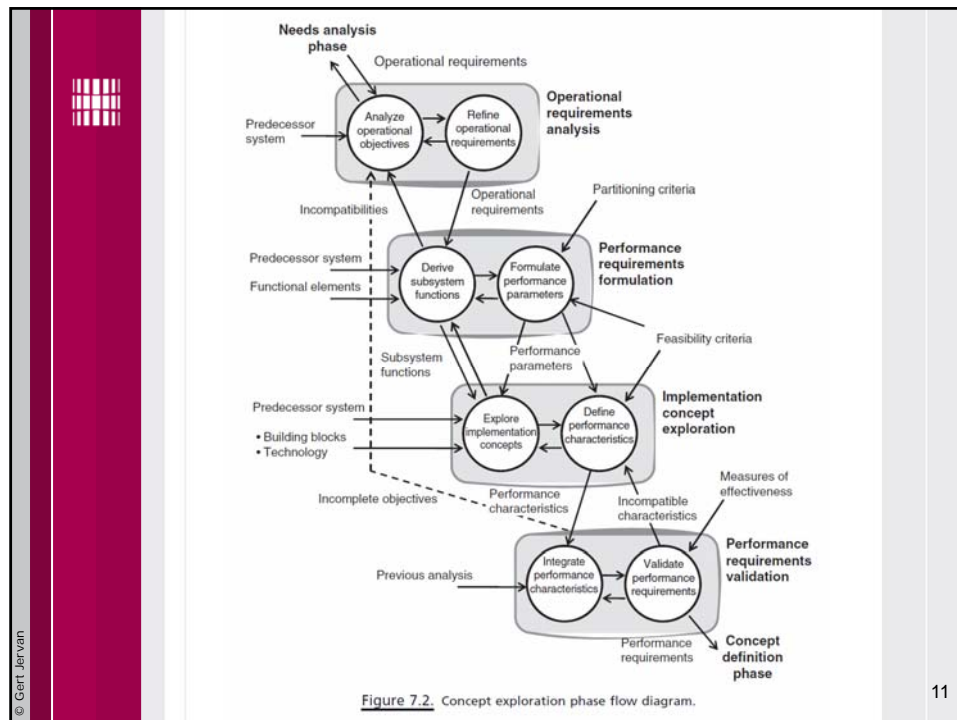 Needs analysis
phase
Operational requirements
Operational
requirements
analysis
Analyze
operational
objectives
Refine
operational
requirements
Predecessor
system
Incompatibilities
Operational
requirements
Partitioning criteria
Performance
requirements
formulation
Predecessor system
Functional elements
Derive
subsystem
functions
Formulate
performance
parameters
Feasibility criteria
Subsystem
functions
Performance
parameters
Implementation
concept
exploration
Predecessor system
• Building blocks
• Technology
Explore
implementation
concepts
Define
performance
characteristics
Incomplete objectives
Performance
characteristics
Incompatible
characteristics
Measures of
effectiveness
Performance
requirements
validation
Previous analysis
Integrate
performance
characteristics
Validate
performance
requirements
Performance
requirements
Concept
definition
phase
Figure 7.2. Concept exploration phase flow diagram.
11
© Gert Jervan